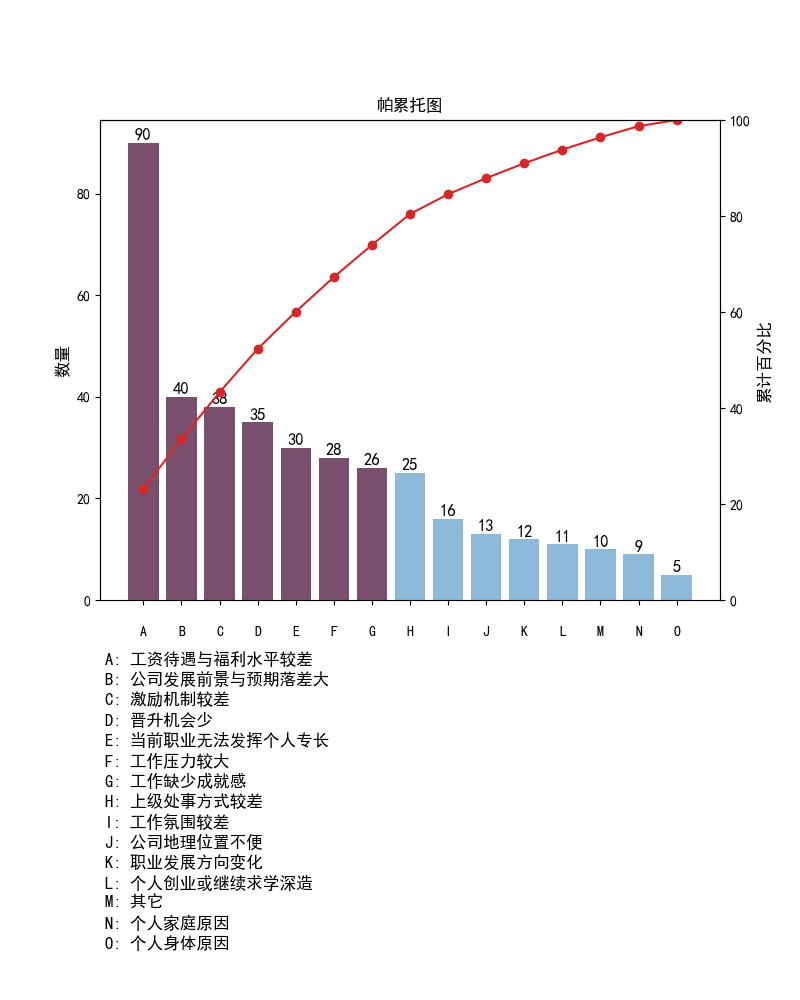 帕累托图
90
40
38
35
30
28
26
25
16
13
12
11
10
9
5
数量
80
60
40
20
0
累计百分比
100
80
60
40
20
0
A B C D E F G H I J K L M N O
A: 工资待遇与福利水平较差
B: 公司发展前景与预期落差大
C: 激励机制较差
D: 晋升机会少
E: 当前职业无法发挥个人专长
F: 工作压力较大
G: 工作缺少成就感
H: 上级处事方式较差
I: 工作氛围较差
J: 公司地理位置不便
K: 职业发展方向变化
L: 个人创业或继续求学深造
M: 其它
N: 个人家庭原因
O: 个人身体原因